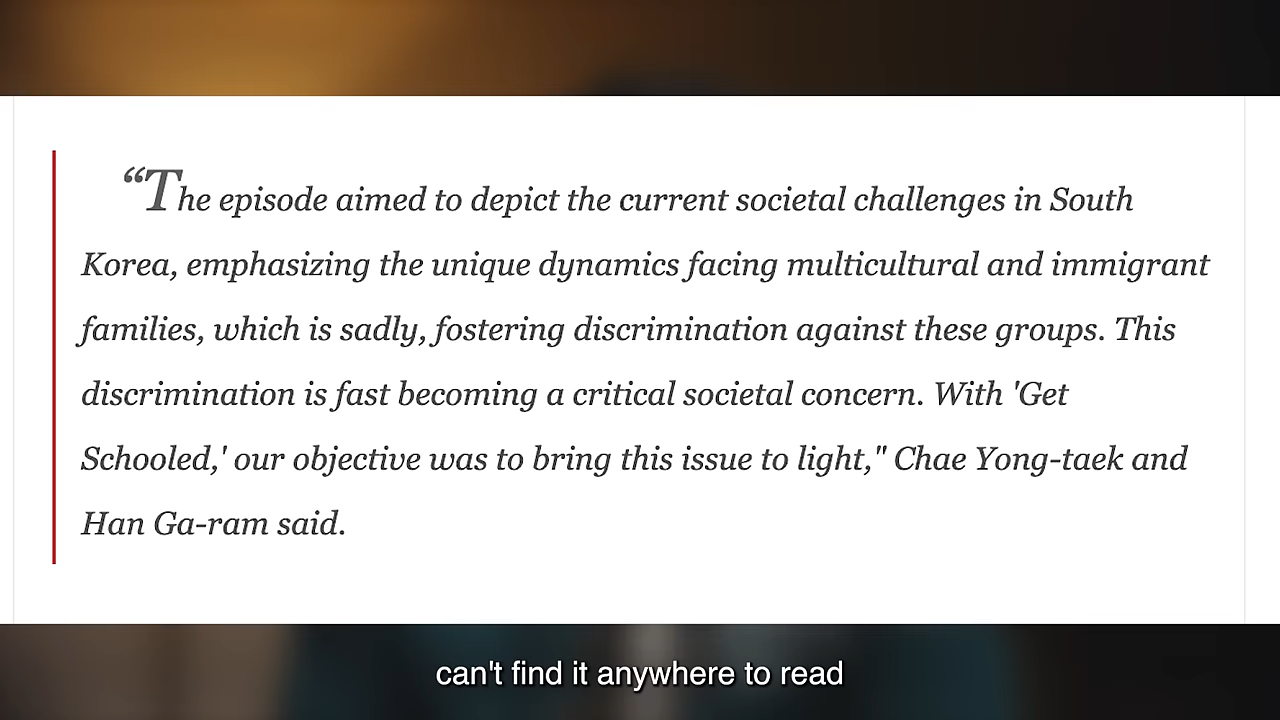 “The episode aimed to depict the current societal challenges in South
Korea, emphasizing the unique dynamics facing multicultural and immigrant
families, which is sadly, fostering discrimination against these groups. This
discrimination is fast becoming a critical societal concern. With 'Get
Schooled,' our objective was to bring this issue to light," Chae Yong-taek and
Han Ga-ram said.
can't find it anywhere to read